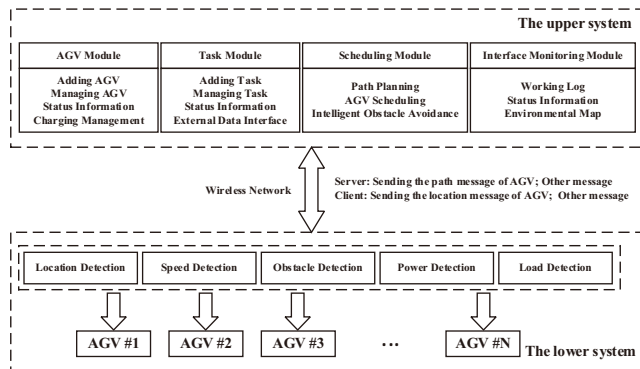 The upper system
AGV Module
Adding AGV
Managing AGV
Status Information
Charging Management
Task Module
Adding Task
Managing Task
Status Information
External Data Interface
Scheduling Module
Path Planning
AGV Scheduling
Intelligent Obstacle Avoidance
Interface Monitoring Module
Working Log
Status Information
Environmental Map
Wireless Network
Server: Sending the path message of AGV; Other message
Client: Sending the location message of AGV; Other message
Location Detection
Speed Detection
Obstacle Detection
Power Detection
Load Detection
AGV #1
AGV #2
AGV #3
...
AGV #N
The lower system